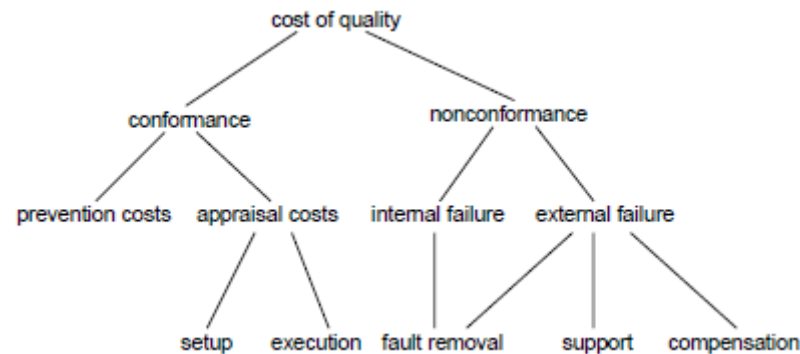 cost of quality
conformance
nonconformance
prevention costs
appraisal costs
internal failure
external failure
setup
execution
fault removal
support
compensation